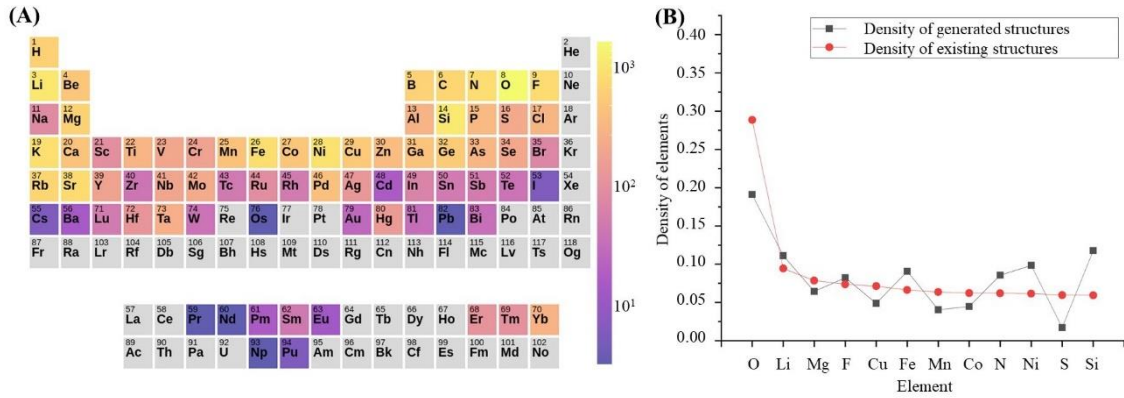 (A)
1 2
H He
3 4 5 6 7 8 9 10
Li Be B C N O F Ne
11 12 13 14 15 16 17 18
Na Mg Al Si P S Cl Ar
19 20 21 22 23 24 25 26 27 28 29 30 31 32 33 34 35 36
K Ca Sc Ti V Cr Mn Fe Co Ni Cu Zn Ga Ge As Se Br Kr
37 38 39 40 41 42 43 44 45 46 47 48 49 50 51 52 53 54
Rb Sr Y Zr Nb Mo Tc Ru Rh Pd Ag Cd In Sn Sb Te I Xe
55 56 71 72 73 74 75 76 77 78 79 80 81 82 83 84 85 86
Cs Ba Lu Hf Ta W Re Os Ir Pt Au Hg Tl Pb Bi Po At Rn
87 88 103 104 105 106 107 108 109 110 111 112 113 114 115 116 117 118
Fr Ra Lr Rf Db Sg Bh Hs Mt Ds Rg Cn Nh Fl Mc Lv Ts Og
57 58 59 60 61 62 63 64 65 66 67 68 69 70
La Ce Pr Nd Pm Sm Eu Gd Tb Dy Ho Er Tm Yb
89 90 91 92 93 94 95 96 97 98 99 100 101 102
Ac Th Pa U Np Pu Am Cm Bk Cf Es Fm Md No
10³
10²
10¹
(B)
Density of generated structures
Density of existing structures
0.40
0.35
0.30
0.25
0.20
0.15
0.10
0.05
0.00
Density of elements
O Li Mg F Cu Fe Mn Co N Ni S Si
Element